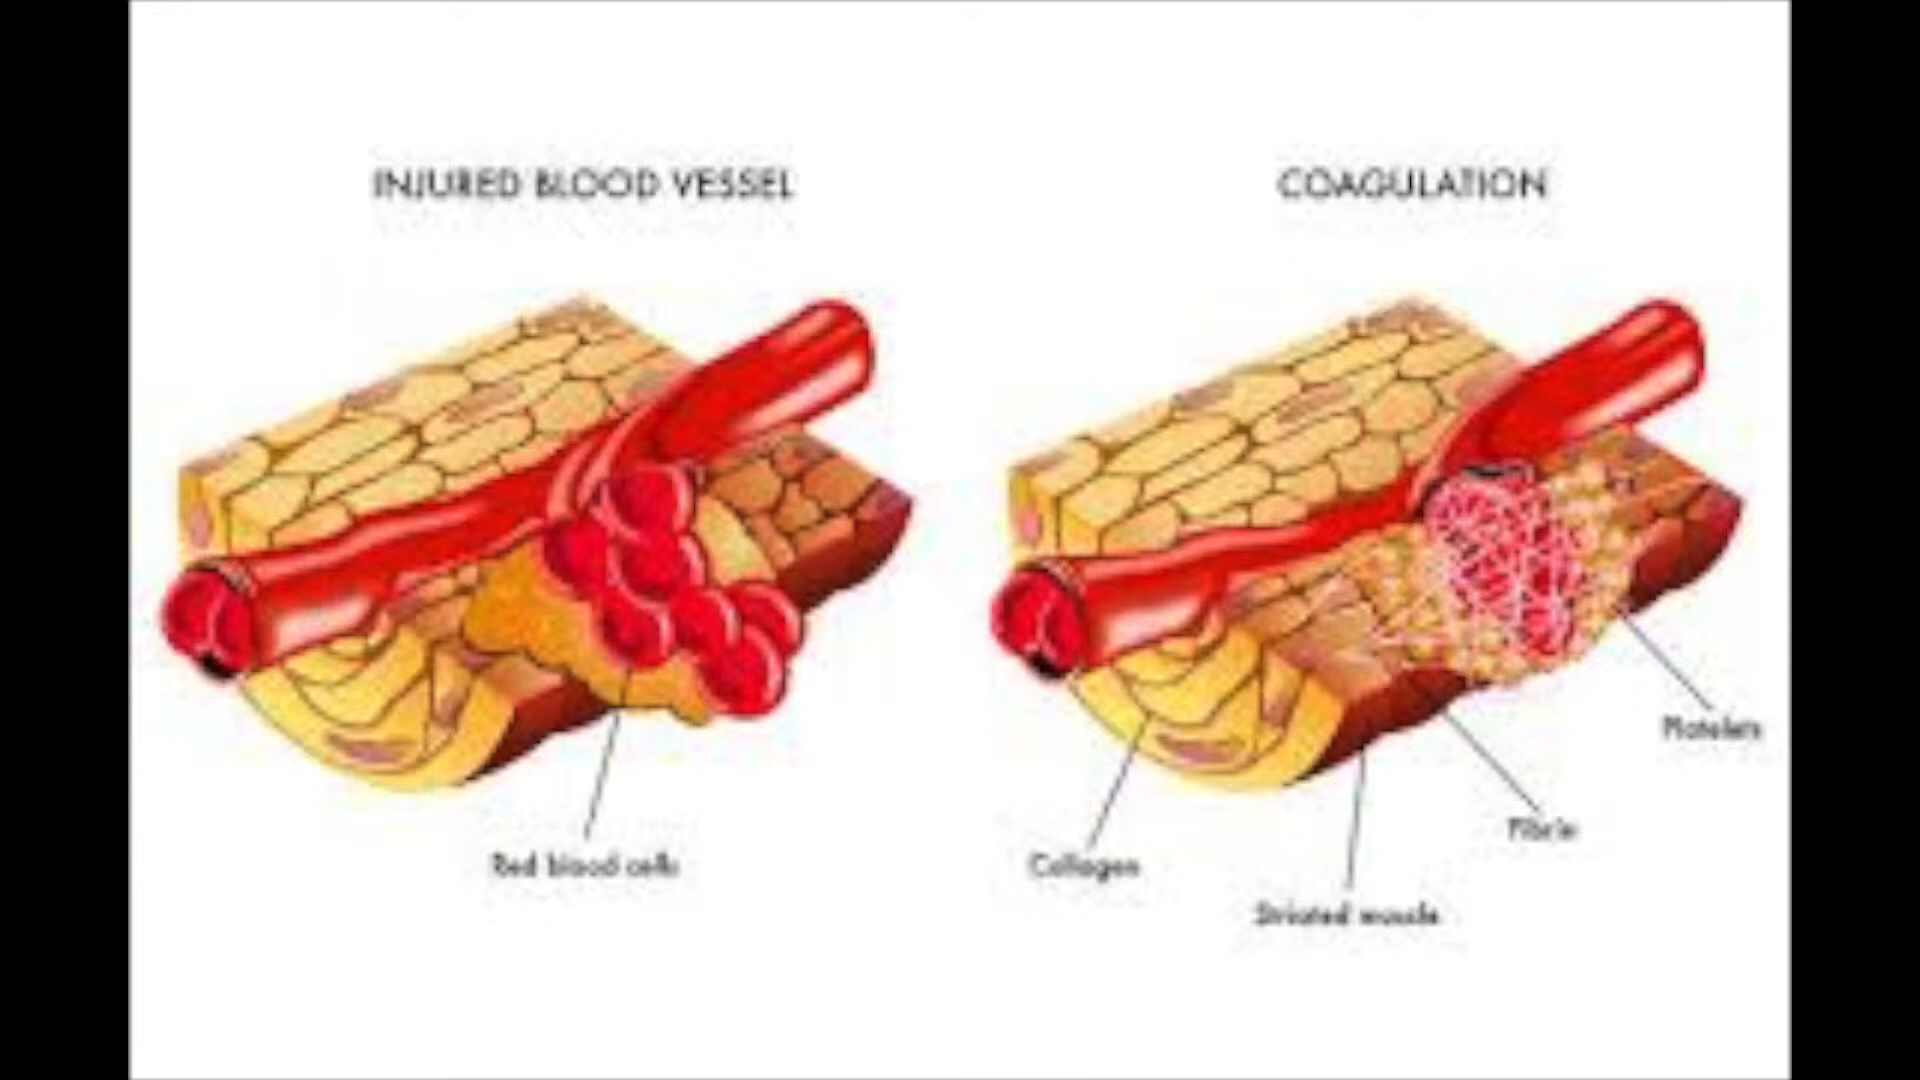 INJURED BLOOD VESSEL
COAGULATION
Platelets
Fibrin
Red blood cells
Collagen
Striated muscle